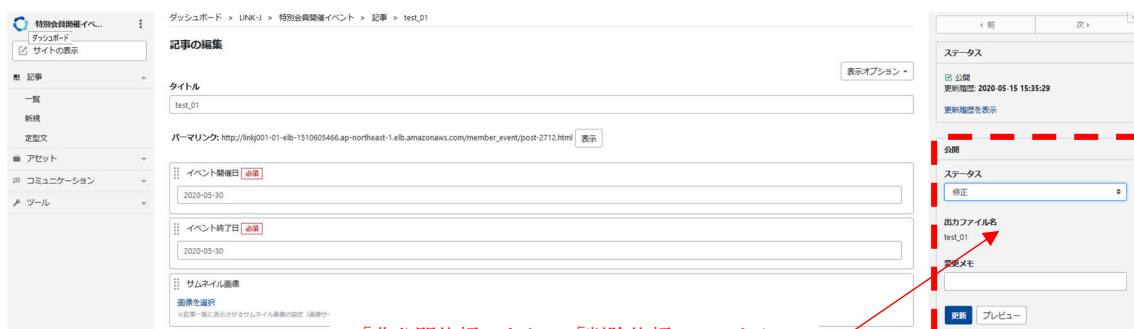 特別会員開催イベ...
ダッシュボード
サイトの表示
記事
一覧
新規
定型文
アセット
コミュニケーション
ツール
ダッシュボード > LINK-J > 特別会員開催イベント > 記事 > test_01
記事の編集
表示オプション
タイトル
test_01
パーマリンク: http://linkj001-01-elb-1510605466.ap-northeast-1.elb.amazonaws.com/member_event/post-2712.html 表示
イベント開催日 必須
2020-05-30
イベント終了日 必須
2020-05-30
サムネイル画像
画像を選択
前
次
ステータス
公開
更新履歴: 2020-05-15 15:35:29
更新履歴を表示
公開
ステータス
修正
出力ファイル名
test_01
変更メモ
更新 プレビュー